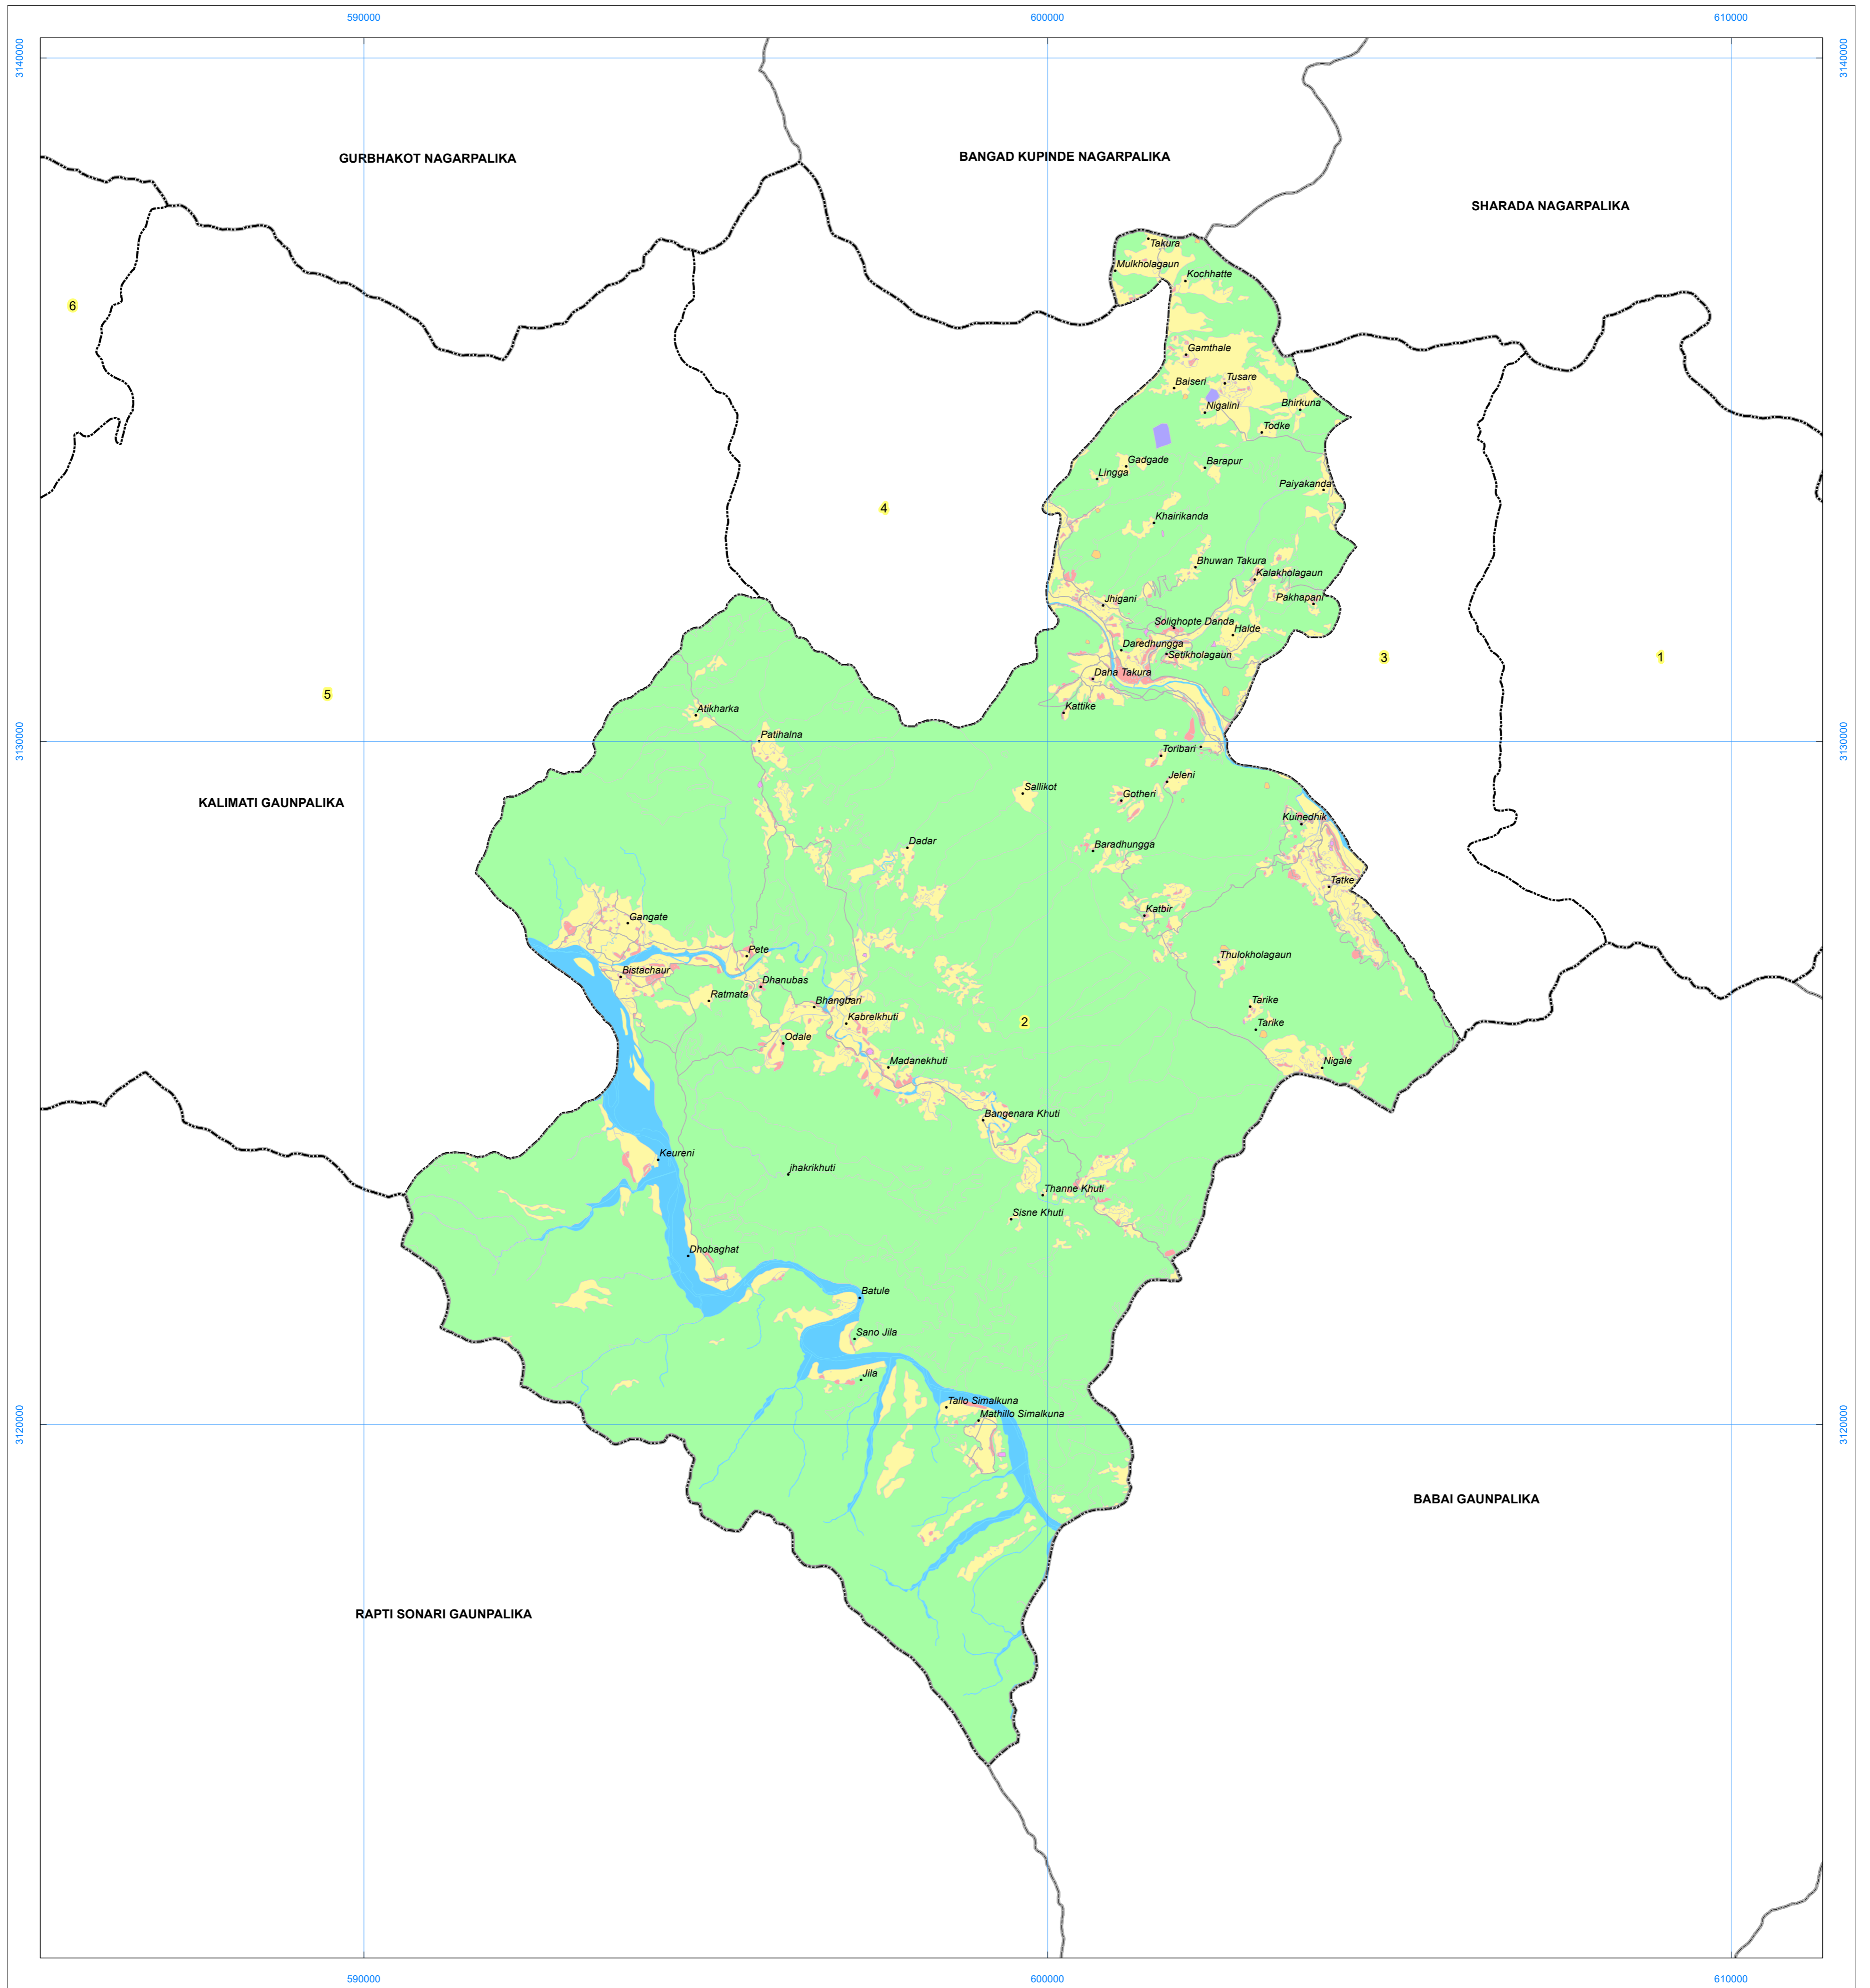 590000
600000
610000
3140000
3140000
GURBHAKOT NAGARPALIKA
BANGAD KUPINDE NAGARPALIKA
SHARADA NAGARPALIKA
Takura
Mulkholagaun
Kochhatte
6
Gamthale
Tusare
Baiseri
Nigalini
Bhirkuna
Todke
Gadgade
Barapur
Lingga
Paiyakanda
4
Khairikanda
Bhuwan Takura
Kalakholagaun
Jhigani
Pakhapani
Solighopte Danda
Halde
Daredhungga
Setikholagaun
3
1
Daha Takura
5
Kattike
Atikharka
Patihalna
3130000
3130000
Toribari
Jeleni
Sallikot
Gotheri
KALIMATI GAUNPALIKA
Kuinedhik
Dadar
Baradhungga
Tatke
Katbir
Gangate
Pete
Thulokholagaun
Bistachaur
Dhanubas
Ratmata
Bhangbari
Tarike
Kabrelkhuti
2
Tarike
Odale
Madanekhuti
Nigale
Bangenara Khuti
Keureni
jhakrikhuti
Thanne Khuti
Sisne Khuti
Dhobaghat
Batule
Sano Jila
Jila
Tallo Simalkuna
Mathillo Simalkuna
3120000
3120000
BABAI GAUNPALIKA
RAPTI SONARI GAUNPALIKA
590000
600000
610000